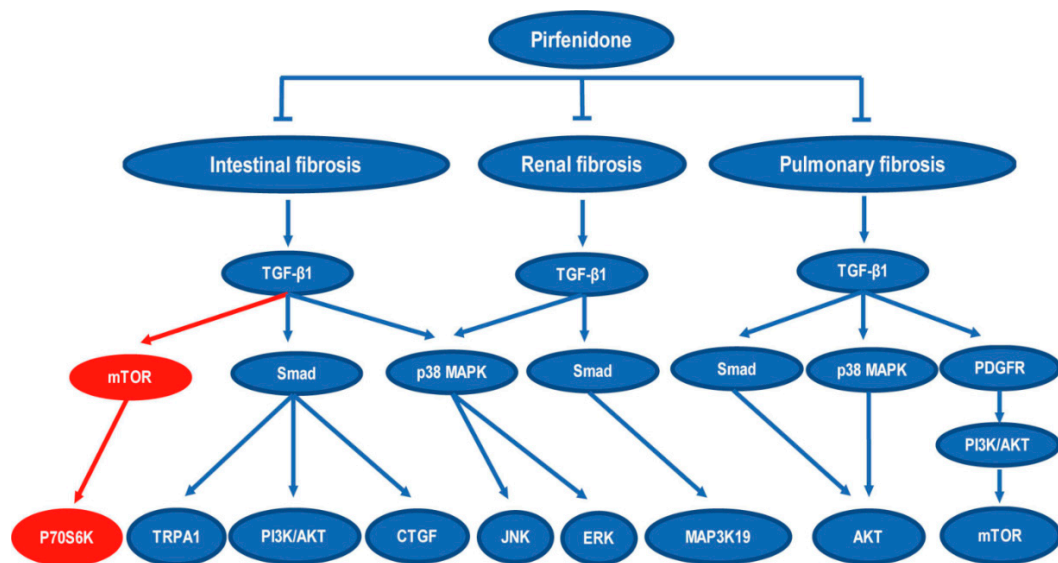 Pirfenidone
Intestinal fibrosis
Renal fibrosis
Pulmonary fibrosis
TGF-β1
TGF-β1
TGF-β1
mTOR
Smad
p38 MAPK
Smad
Smad
p38 MAPK
PDGFR
PI3K/AKT
P70S6K
TRPA1
PI3K/AKT
CTGF
JNK
ERK
MAP3K19
AKT
mTOR